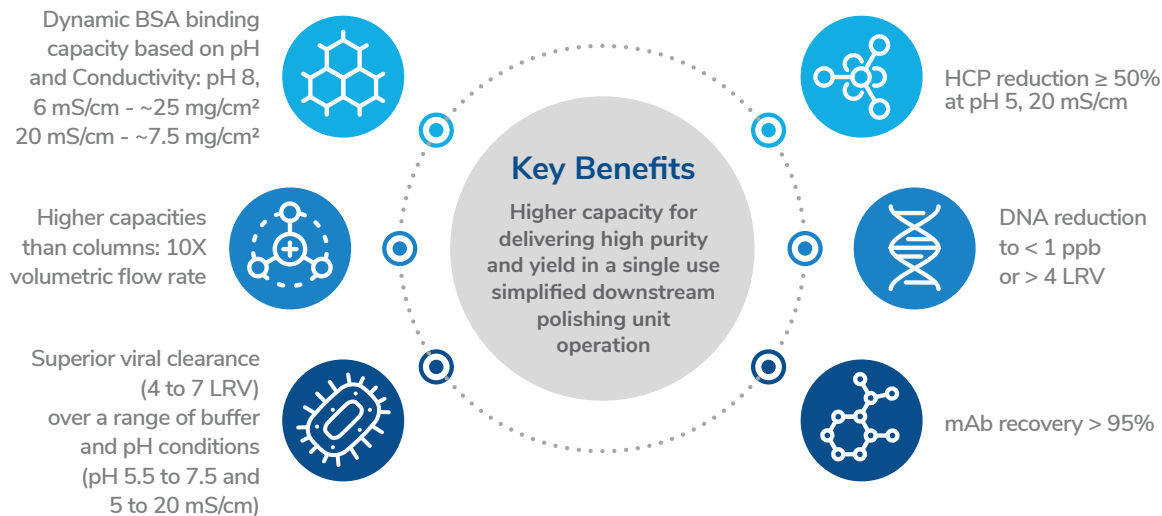 Dynamic BSA binding
capacity based on pH
and Conductivity: pH 8,
6 mS/cm - ~25 mg/cm²
20 mS/cm - ~7.5 mg/cm²
Higher capacities
than columns: 10X
volumetric flow rate
Superior viral clearance
(4 to 7 LRV)
over a range of buffer
and pH conditions
(pH 5.5 to 7.5 and
5 to 20 mS/cm)
Key Benefits
Higher capacity for
delivering high purity
and yield in a single use
simplified downstream
polishing unit
operation
HCP reduction ≥ 50%
at pH 5, 20 mS/cm
DNA reduction
to < 1 ppb
or > 4 LRV
mAb recovery > 95%